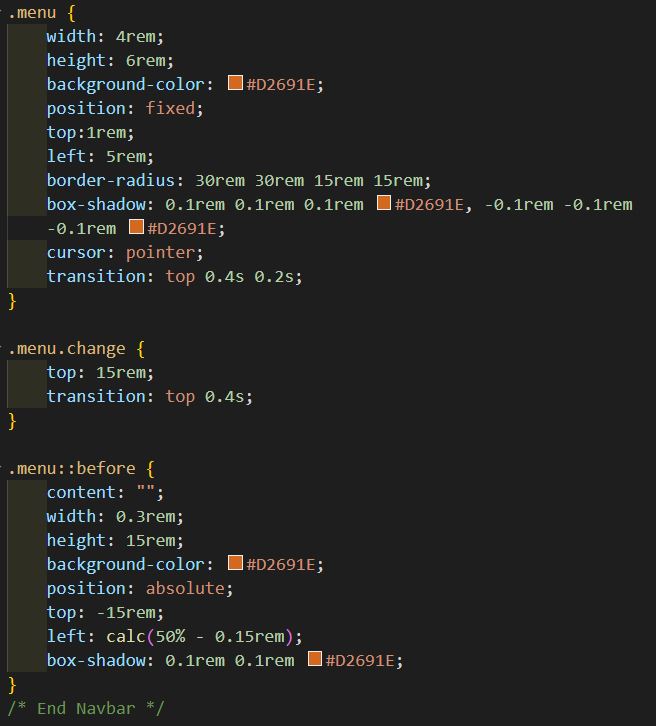 .menu {
    width: 4rem;
    height: 6rem;
    background-color: #D2691E;
    position: fixed;
    top:1rem;
    left: 5rem;
    border-radius: 30rem 30rem 15rem 15rem;
    box-shadow: 0.1rem 0.1rem 0.1rem #D2691E, -0.1rem -0.1rem
    -0.1rem #D2691E;
    cursor: pointer;
    transition: top 0.4s 0.2s;
}

.menu.change {
    top: 15rem;
    transition: top 0.4s;
}

.menu::before {
    content: "";
    width: 0.3rem;
    height: 15rem;
    background-color: #D2691E;
    position: absolute;
    top: -15rem;
    left: calc(50% - 0.15rem);
    box-shadow: 0.1rem 0.1rem #D2691E;
}
/* End Navbar */